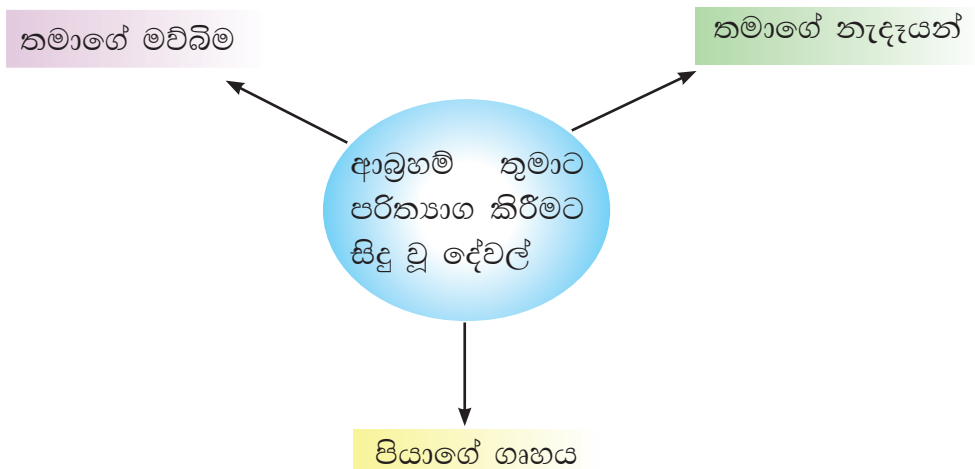 තමාගේ මව්බිම
තමාගේ නැදෑයන්
ආබ්‍රහම් තුමාට
පරිත්‍යාග කිරීමට
සිදු වූ දේවල්
පියාගේ ගෘහය